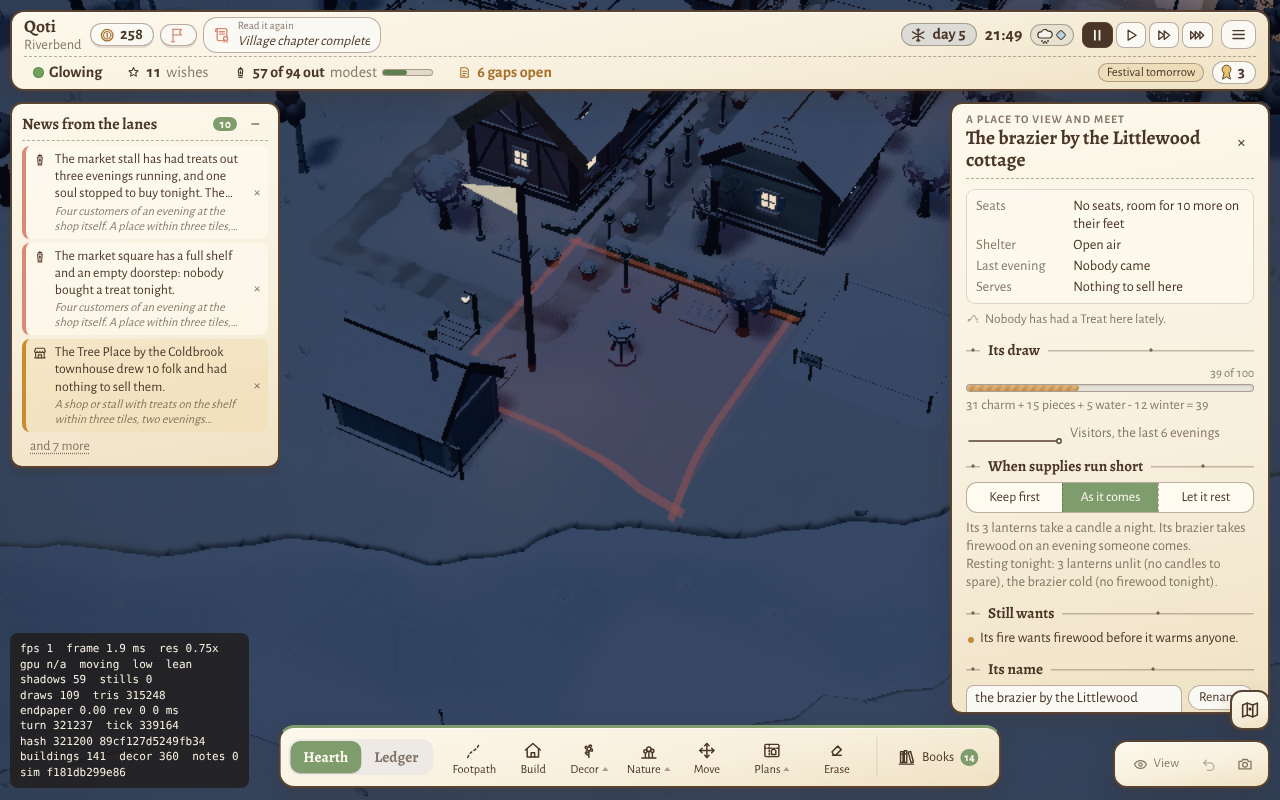 Qoti
Riverbend
258
Read it again
Village chapter complete
day 5
21:49
Glowing
11 wishes
57 of 94 out modest
6 gaps open
Festival tomorrow
3
News from the lanes
10
The market stall has had treats out
three evenings running, and one
soul stopped to buy tonight. The...
Four customers of an evening at the
shop itself. A place within three tiles,...
The market square has a full shelf
and an empty doorstep: nobody
bought a treat tonight.
Four customers of an evening at the
shop itself. A place within three tiles,...
The Tree Place by the Coldbrook
townhouse drew 10 folk and had
nothing to sell them.
A shop or stall with treats on the shelf
within three tiles, two evenings...
and 7 more
A PLACE TO VIEW AND MEET
The brazier by the Littlewood
cottage
Seats No seats, room for 10 more on
their feet
Shelter Open air
Last evening Nobody came
Serves Nothing to sell here
Nobody has had a Treat here lately.
Its draw
39 of 100
31 charm + 15 pieces + 5 water - 12 winter = 39
Visitors, the last 6 evenings
When supplies run short
Keep first As it comes Let it rest
Its 3 lanterns take a candle a night. Its brazier takes
firewood on an evening someone comes.
Resting tonight: 3 lanterns unlit (no candles to
spare), the brazier cold (no firewood tonight).
Still wants
Its fire wants firewood before it warms anyone.
Its name
the brazier by the Littlewood
fps 1 frame 1.9 ms res 0.75x
gpu n/a moving low lean
shadows 59 stills 0
draws 109 tris 315248
endpaper 0.00 rev 0 0 ms
turn 321237 tick 339164
hash 321200 89cf127d5249fb34
buildings 141 decor 360 notes 0
sim f181db299e86
Hearth Ledger
Footpath
Build
Decor
Nature
Move
Plans
Erase
Books 14
View